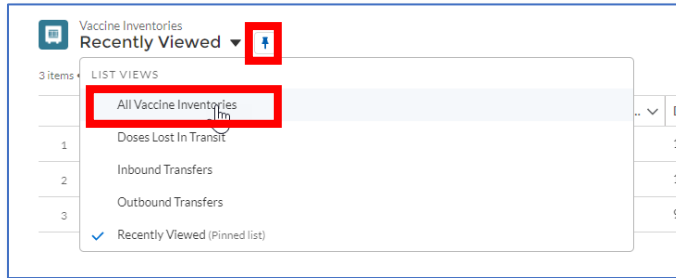 Vaccine Inventories
Recently Viewed
3 items •
LIST VIEWS
All Vaccine Inventories
Doses Lost In Transit
1
Inbound Transfers
2
Outbound Transfers
3
Recently Viewed (Pinned list)